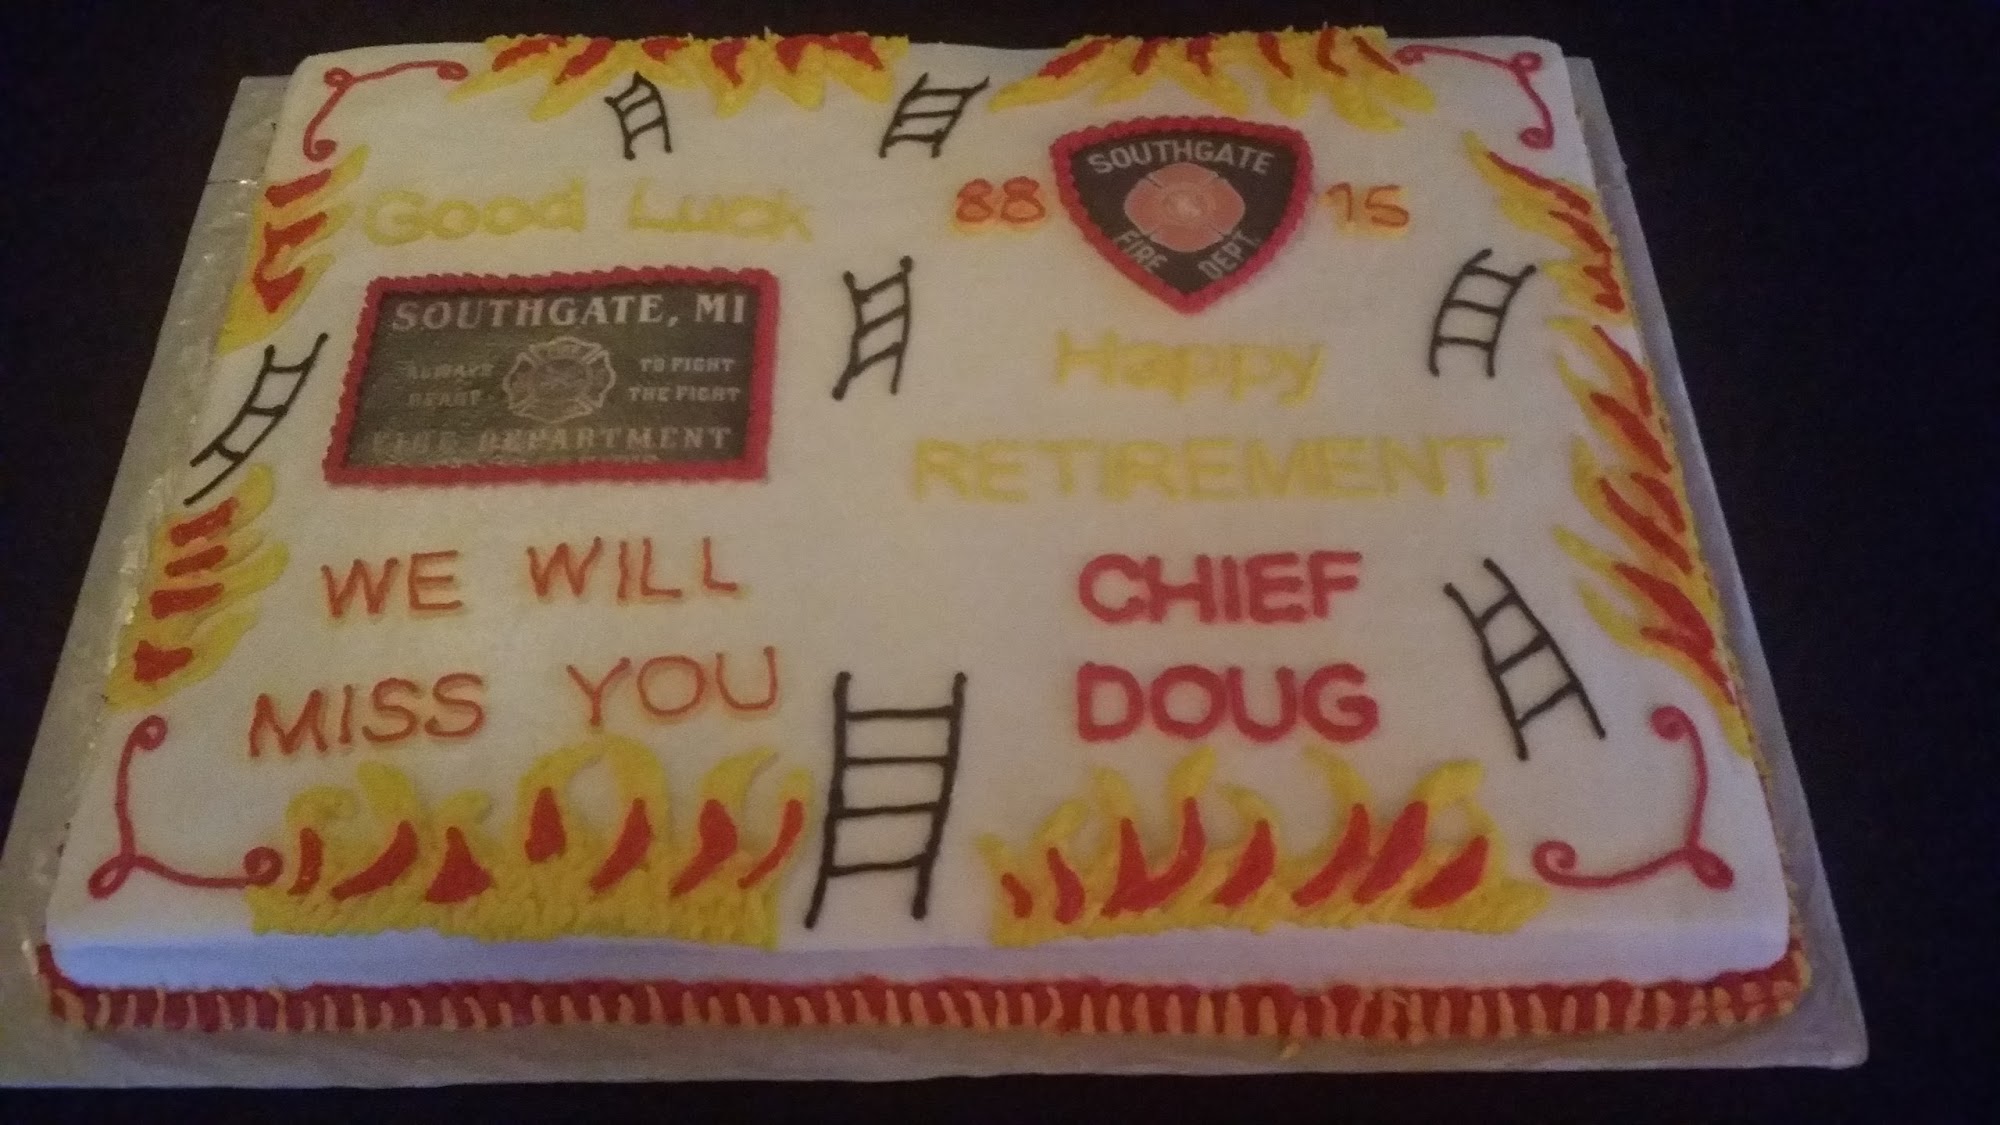 Good Luck
88
SOUTHGATE
FIRE DEPT
15
SOUTHGATE, MI
ALWAYS
READY
TO FIGHT
THE FIGHT
FIRE DEPARTMENT
Happy
RETIREMENT
WE WILL
MISS YOU
CHIEF
DOUG